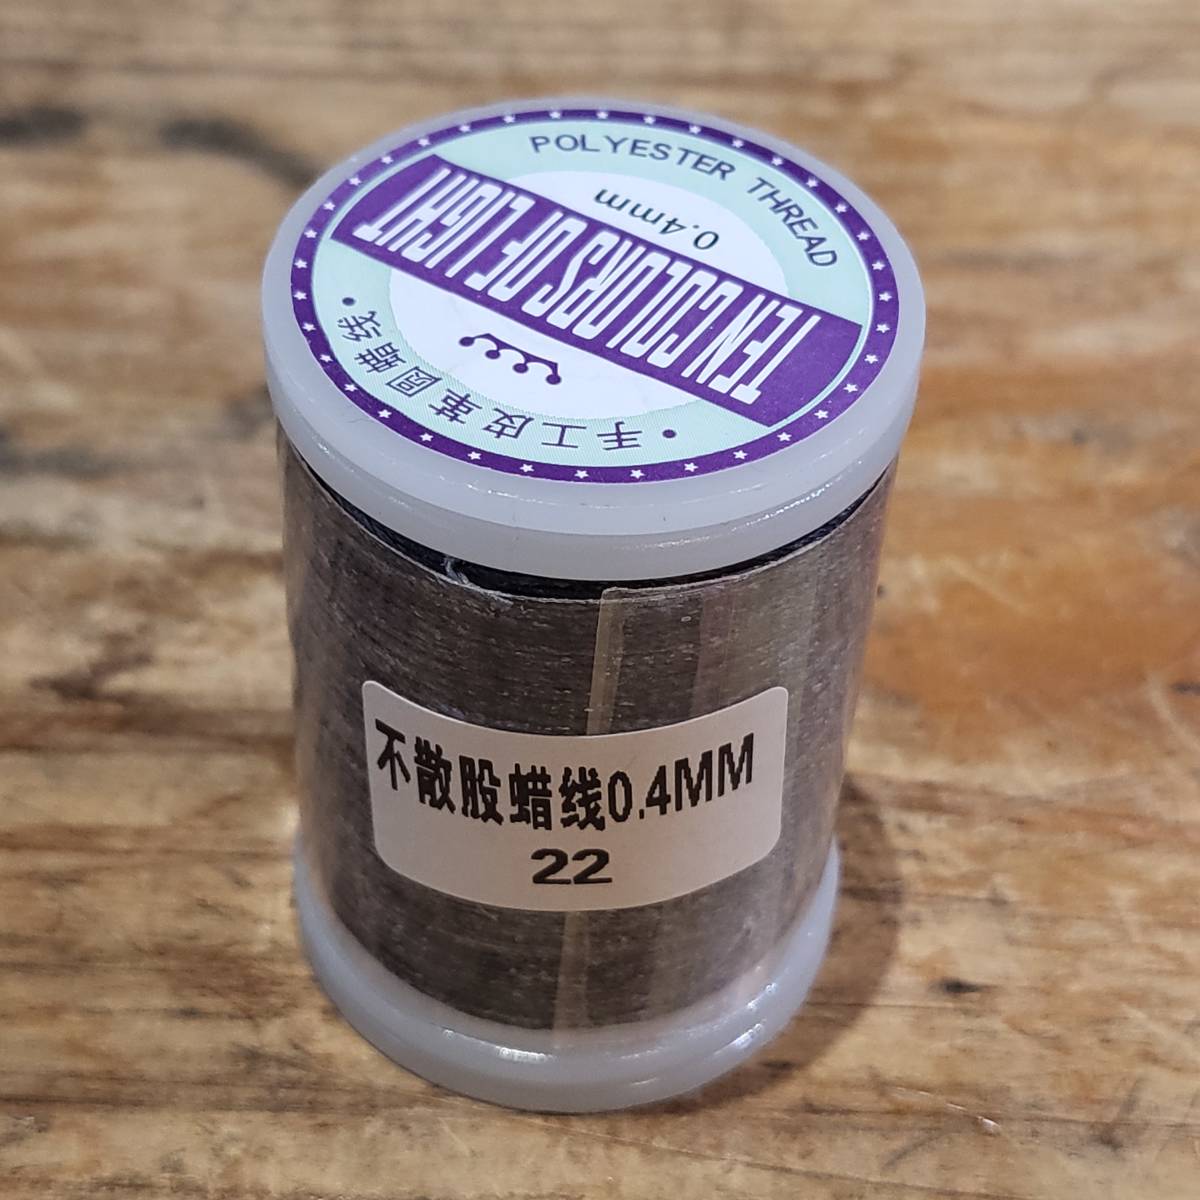 POLYESTER THREAD
0.4mm
TEN COLORS OF LIGHT
• 手工皮革圆蜡线 •
不散股蜡线0.4MM
22